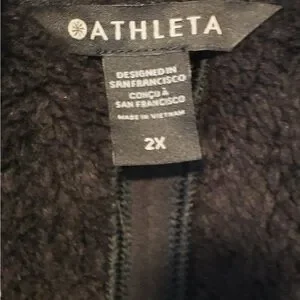 ATHLETA
DESIGNED IN
SAN FRANCISCO
CONÇU À
SAN FRANCISCO
MADE IN VIETNAM
2X